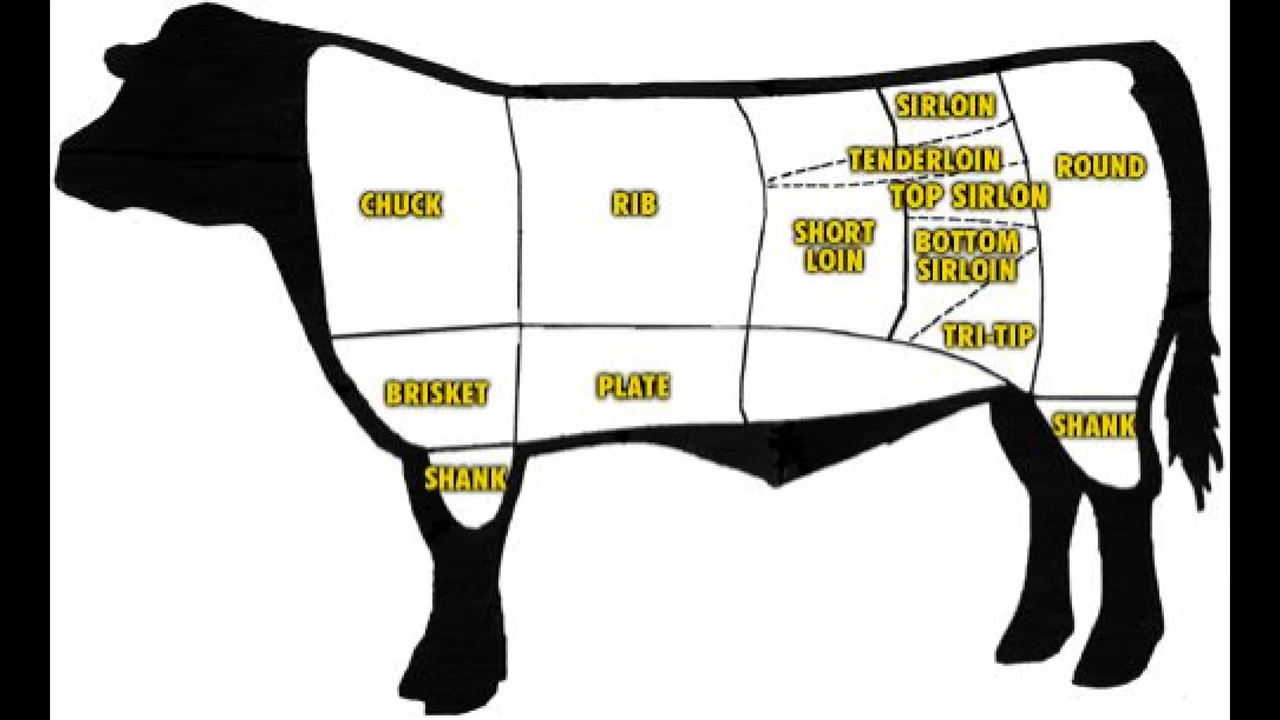 SIRLOIN
TENDERLOIN
ROUND
CHUCK
RIB
TOP SIRLON
SHORT
LOIN
BOTTOM
SIRLOIN
TRI-TIP
BRISKET
PLATE
SHANK
SHANK